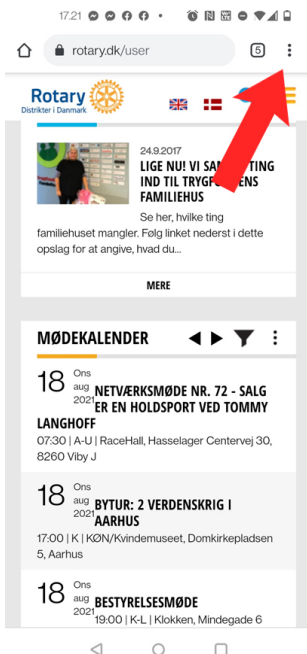 17.21
rotary.dk/user
5
Rotary
Distrikter i Danmark
24.9.2017
LIGE NU! VI SAM TING
IND TIL TRYGF ENS
FAMILIEHUS
Se her, hvilke ting
familiehuset mangler. Følg linket nederst i dette
opslag for at angive, hvad du...
MERE
MØDEKALENDER
18 Ons
aug
2021
NETVÆRKSMØDE NR. 72 - SALG
ER EN HOLDSPORT VED TOMMY
LANGHOFF
07:30 | A-U | RaceHall, Hasselager Centervej 30,
8260 Viby J
18 Ons
aug
2021
BYTUR: 2 VERDENSKRIG I
AARHUS
17:00 | K | KØN/Kvindemuseet, Domkirkepladsen
5, Aarhus
18 Ons
aug
2021
BESTYRELSESMØDE
19:00 | K-L | Klokken, Mindegade 6